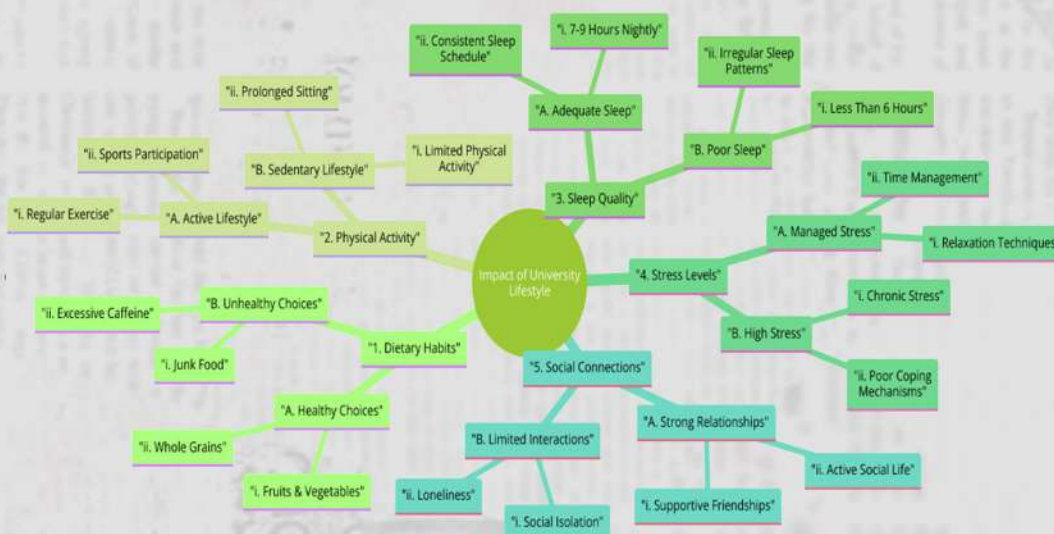 Impact of University
Lifestyle
"1. Dietary Habits"
"A. Healthy Choices"
"i. Fruits & Vegetables"
"ii. Whole Grains"
"B. Unhealthy Choices"
"i. Junk Food"
"ii. Excessive Caffeine"
"2. Physical Activity"
"A. Active Lifestyle"
"i. Regular Exercise"
"ii. Sports Participation"
"B. Sedentary Lifestyle"
"i. Limited Physical
Activity"
"ii. Prolonged Sitting"
"3. Sleep Quality"
"A. Adequate Sleep"
"i. 7-9 Hours Nightly"
"ii. Consistent Sleep
Schedule"
"B. Poor Sleep"
"i. Less Than 6 Hours"
"ii. Irregular Sleep
Patterns"
"4. Stress Levels"
"A. Managed Stress"
"i. Relaxation Techniques
"ii. Time Management"
"B. High Stress"
"i. Chronic Stress"
"ii. Poor Coping
Mechanisms"
"5. Social Connections"
"A. Strong Relationships"
"i. Supportive Friendships"
"ii. Active Social Life"
"B. Limited Interactions"
"i. Social Isolation"
"ii. Loneliness"